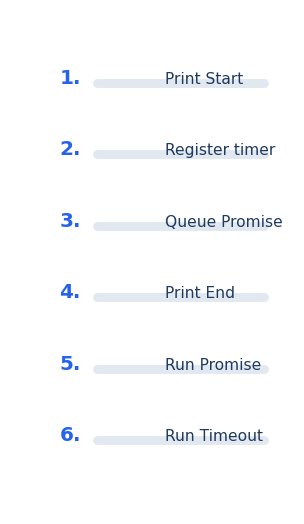 1. Print Start
2. Register timer
3. Queue Promise
4. Print End
5. Run Promise
6. Run Timeout